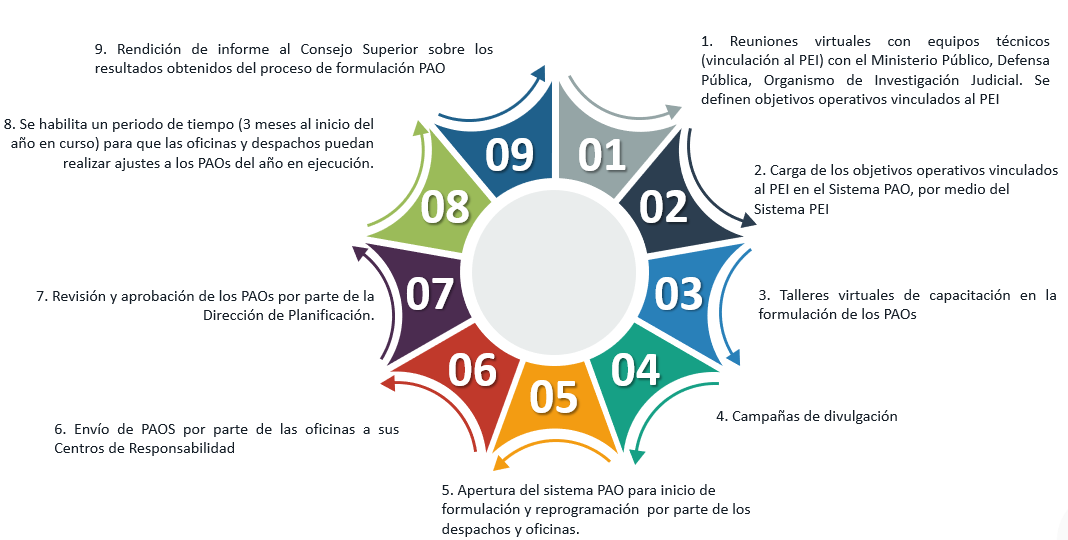 1. Reuniones virtuales con equipos técnicos
(vinculación al PEI) con el Ministerio Público, Defensa
Pública, Organismo de Investigación Judicial. Se
definen objetivos operativos vinculados al PEI
2. Carga de los objetivos operativos vinculados
al PEI en el Sistema PAO, por medio del
Sistema PEI
3. Talleres virtuales de capacitación en la
formulación de los PAOs
4. Campañas de divulgación
5. Apertura del sistema PAO para inicio de
formulación y reprogramación por parte de los
despachos y oficinas.
6. Envío de PAOS por parte de las oficinas a sus
Centros de Responsabilidad
7. Revisión y aprobación de los PAOs por parte de la
Dirección de Planificación.
8. Se habilita un periodo de tiempo (3 meses al inicio del
año en curso) para que las oficinas y despachos puedan
realizar ajustes a los PAOs del año en ejecución.
9. Rendición de informe al Consejo Superior sobre los
resultados obtenidos del proceso de formulación PAO
01
02
03
04
05
06
07
08
09